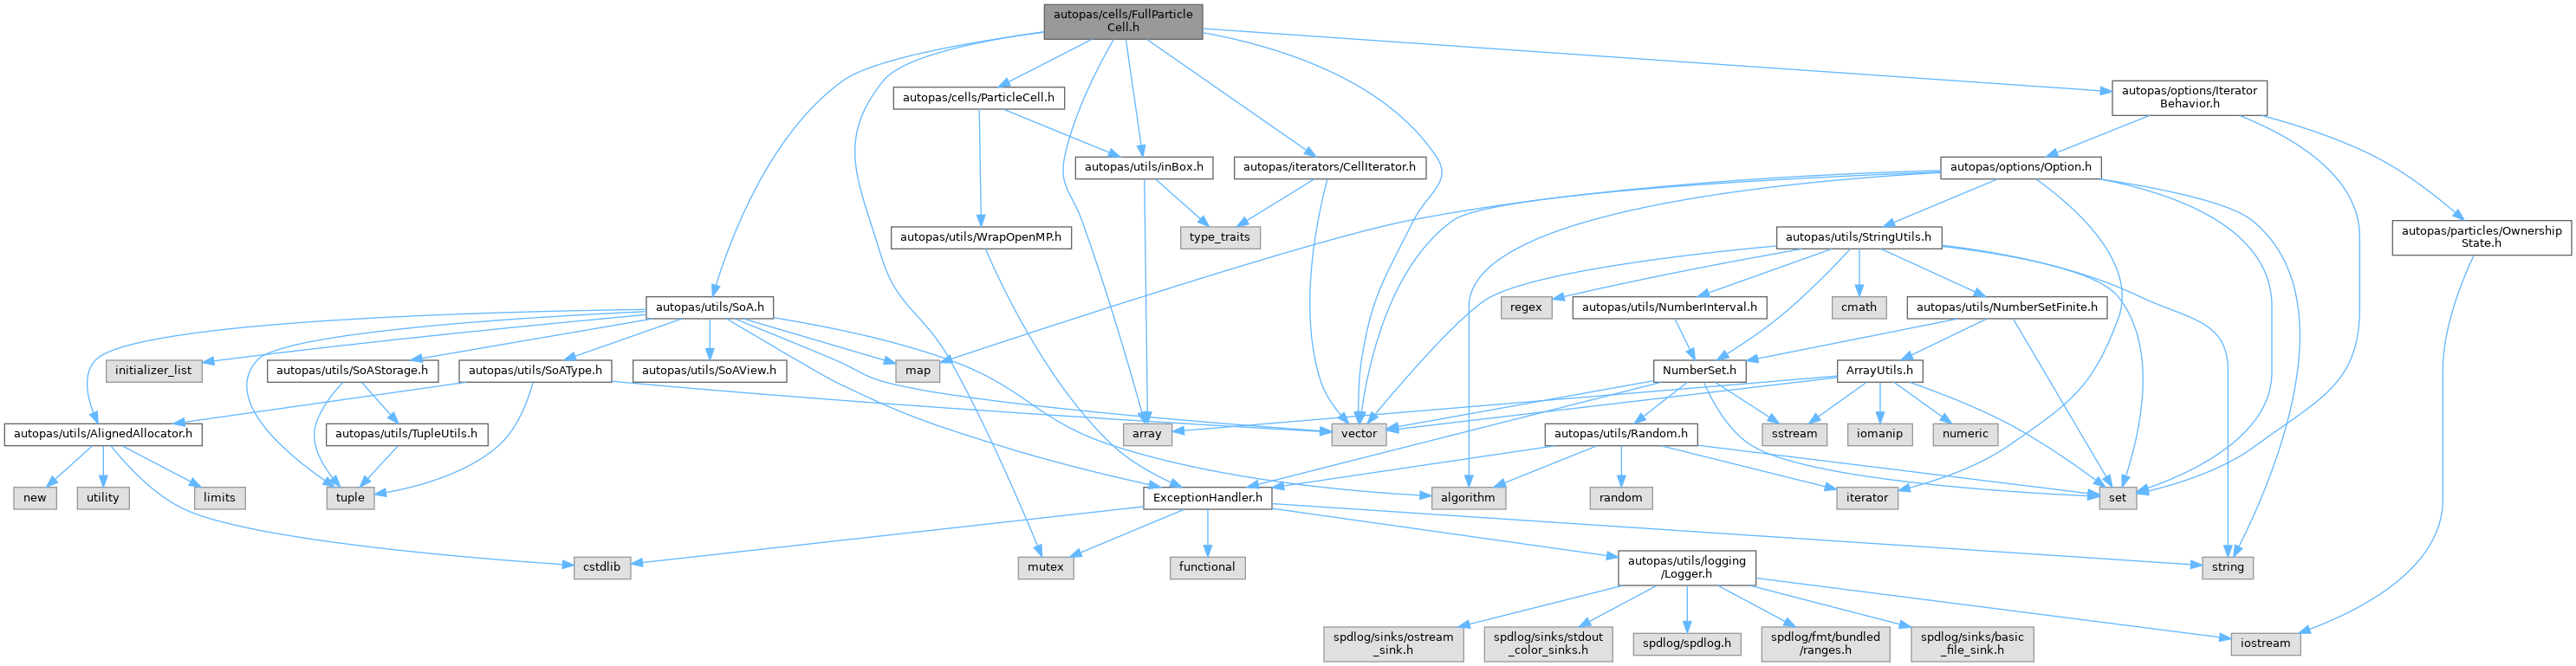 autopas/cells/FullParticle
Cell.h
autopas/cells/ParticleCell.h
autopas/options/Iterator
Behavior.h
autopas/utils/inBox.h
autopas/iterators/CellIterator.h
autopas/options/Option.h
autopas/utils/WrapOpenMP.h
type_traits
autopas/utils/StringUtils.h
autopas/particles/Ownership
State.h
autopas/utils/SoA.h
regex
autopas/utils/NumberInterval.h
cmath
autopas/utils/NumberSetFinite.h
initializer_list
autopas/utils/SoAStorage.h
autopas/utils/SoAType.h
autopas/utils/SoAView.h
map
NumberSet.h
ArrayUtils.h
autopas/utils/AlignedAllocator.h
autopas/utils/TupleUtils.h
array
vector
autopas/utils/Random.h
sstream
iomanip
numeric
new
utility
limits
tuple
ExceptionHandler.h
algorithm
random
iterator
set
cstdlib
mutex
functional
autopas/utils/logging
/Logger.h
string
spdlog/sinks/ostream
_sink.h
spdlog/sinks/stdout
_color_sinks.h
spdlog/spdlog.h
spdlog/fmt/bundled
/ranges.h
spdlog/sinks/basic
_file_sink.h
iostream